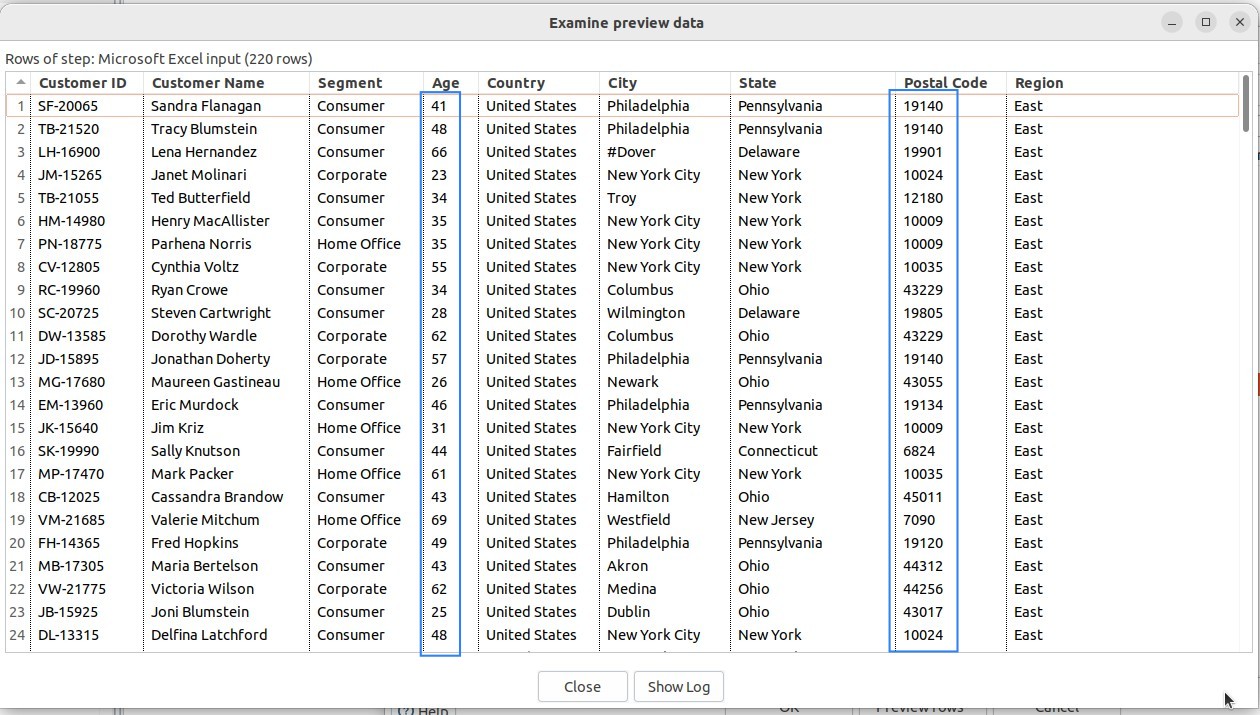 Examine preview data
Rows of step: Microsoft Excel input (220 rows)
Customer ID Customer Name Segment Age Country City State Postal Code Region
1 SF-20065 Sandra Flanagan Consumer 41 United States Philadelphia Pennsylvania 19140 East
2 TB-21520 Tracy Blumstein Consumer 48 United States Philadelphia Pennsylvania 19140 East
3 LH-16900 Lena Hernandez Consumer 66 United States #Dover Delaware 19901 East
4 JM-15265 Janet Molinari Corporate 23 United States New York City New York 10024 East
5 TB-21055 Ted Butterfield Consumer 34 United States Troy New York 12180 East
6 HM-14980 Henry MacAllister Consumer 35 United States New York City New York 10009 East
7 PN-18775 Parhena Norris Home Office 35 United States New York City New York 10009 East
8 CV-12805 Cynthia Voltz Corporate 55 United States New York City New York 10035 East
9 RC-19960 Ryan Crowe Consumer 34 United States Columbus Ohio 43229 East
10 SC-20725 Steven Cartwright Consumer 28 United States Wilmington Delaware 19805 East
11 DW-13585 Dorothy Wardle Corporate 62 United States Columbus Ohio 43229 East
12 JD-15895 Jonathan Doherty Corporate 57 United States Philadelphia Pennsylvania 19140 East
13 MG-17680 Maureen Gastineau Home Office 26 United States Newark Ohio 43055 East
14 EM-13960 Eric Murdock Consumer 46 United States Philadelphia Pennsylvania 19134 East
15 JK-15640 Jim Kriz Home Office 31 United States New York City New York 10009 East
16 SK-19990 Sally Knutson Consumer 44 United States Fairfield Connecticut 6824 East
17 MP-17470 Mark Packer Home Office 61 United States New York City New York 10035 East
18 CB-12025 Cassandra Brandow Consumer 43 United States Hamilton Ohio 45011 East
19 VM-21685 Valerie Mitchum Home Office 69 United States Westfield New Jersey 7090 East
20 FH-14365 Fred Hopkins Corporate 49 United States Philadelphia Pennsylvania 19120 East
21 MB-17305 Maria Bertelson Consumer 43 United States Akron Ohio 44312 East
22 VW-21775 Victoria Wilson Corporate 62 United States Medina Ohio 44256 East
23 JB-15925 Joni Blumstein Consumer 25 United States Dublin Ohio 43017 East
24 DL-13315 Delfina Latchford Consumer 48 United States New York City New York 10024 East
Close Show Log
Help OK Preview rows Cancel